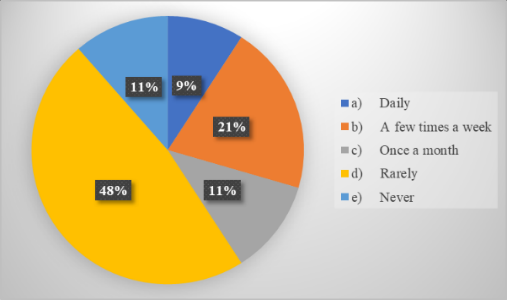 11%
9%
21%
48%
11%
a) Daily
b) A few times a week
c) Once a month
d) Rarely
e) Never